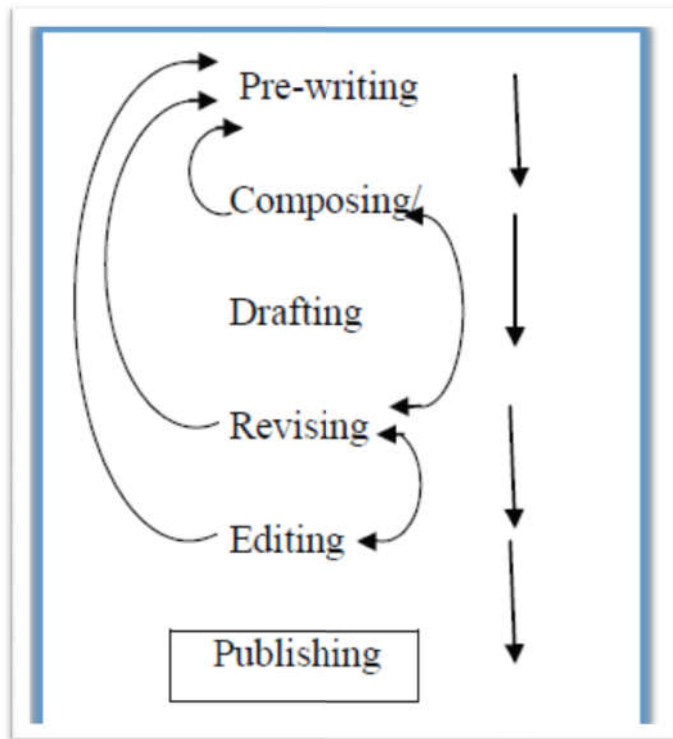 Pre-writing
Composing/
Drafting
Revising
Editing
Publishing